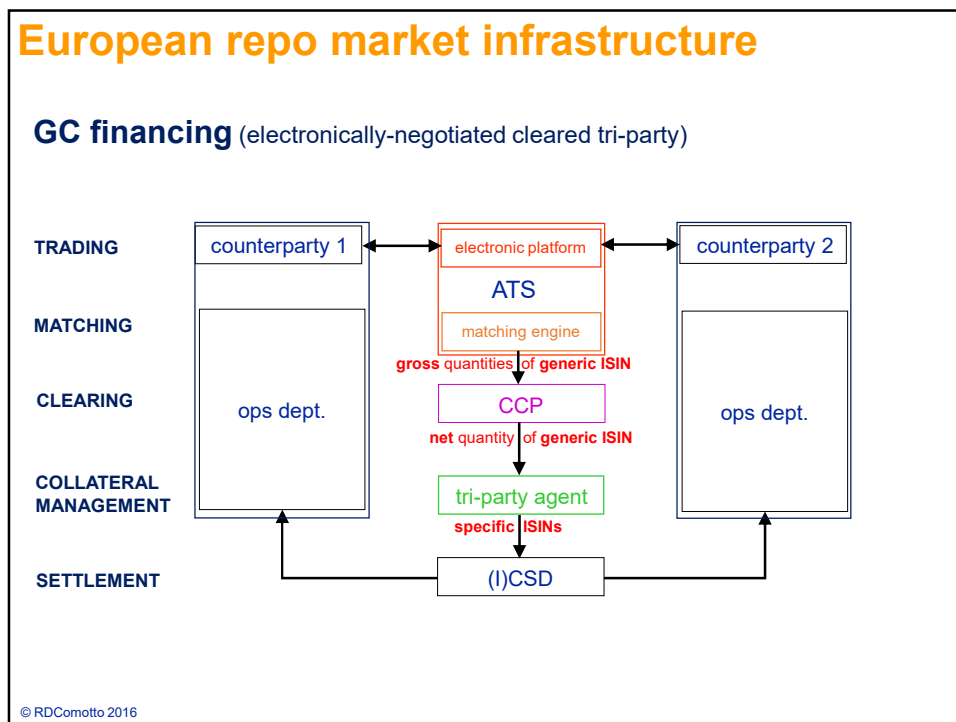 European repo market infrastructure
GC financing (electronically-negotiated cleared tri-party)
TRADING
counterparty 1
electronic platform
counterparty 2
ATS
MATCHING
matching engine
gross quantities of generic ISIN
CLEARING
ops dept.
CCP
ops dept.
net quantity of generic ISIN
COLLATERAL
MANAGEMENT
tri-party agent
specific ISINs
SETTLEMENT
(I)CSD
© RDComotto 2016